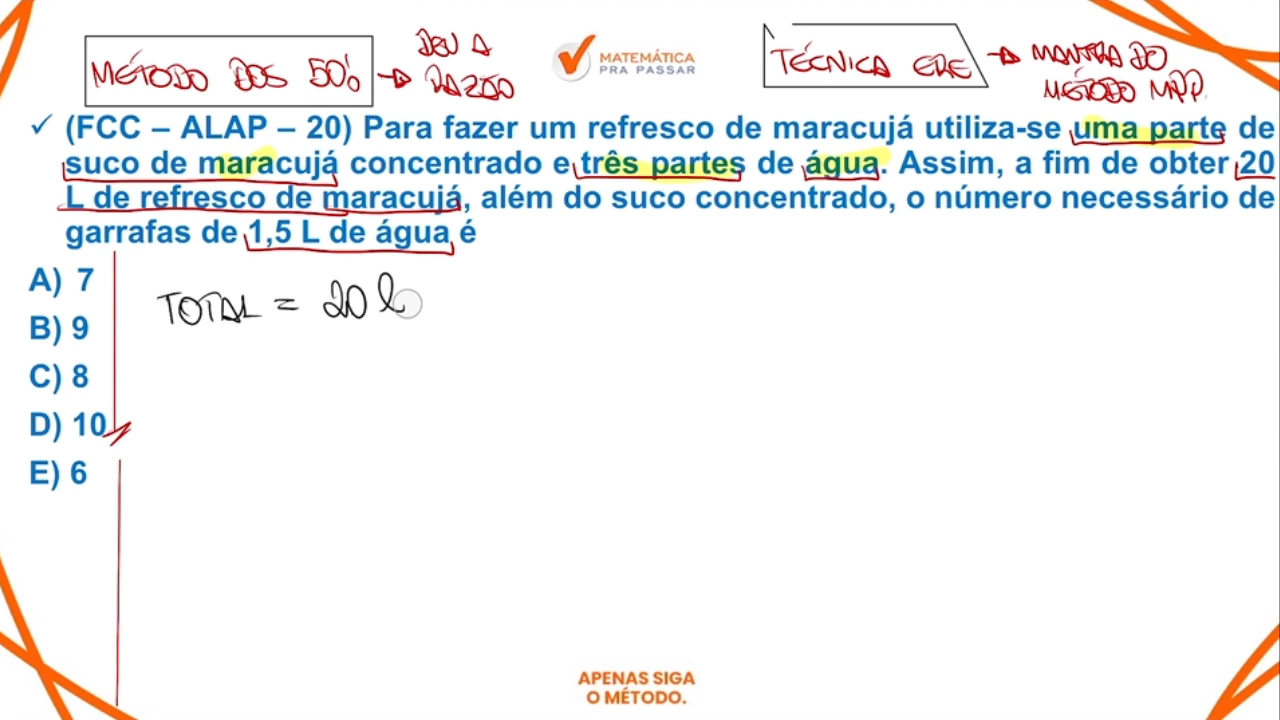 MÉTODO DOS 50% → DEU A RAZÃO
MATEMÁTICA
PRA PASSAR
TÉCNICA ERE → MANTRA DO MÉTODO MPP.
✓ (FCC – ALAP – 20) Para fazer um refresco de maracujá utiliza-se uma parte de
suco de maracujá concentrado e três partes de água. Assim, a fim de obter 20
L de refresco de maracujá, além do suco concentrado, o número necessário de
garrafas de 1,5 L de água é
A) 7
B) 9
C) 8
D) 10
E) 6
TOTAL = 20 l
APENAS SIGA
O MÉTODO.